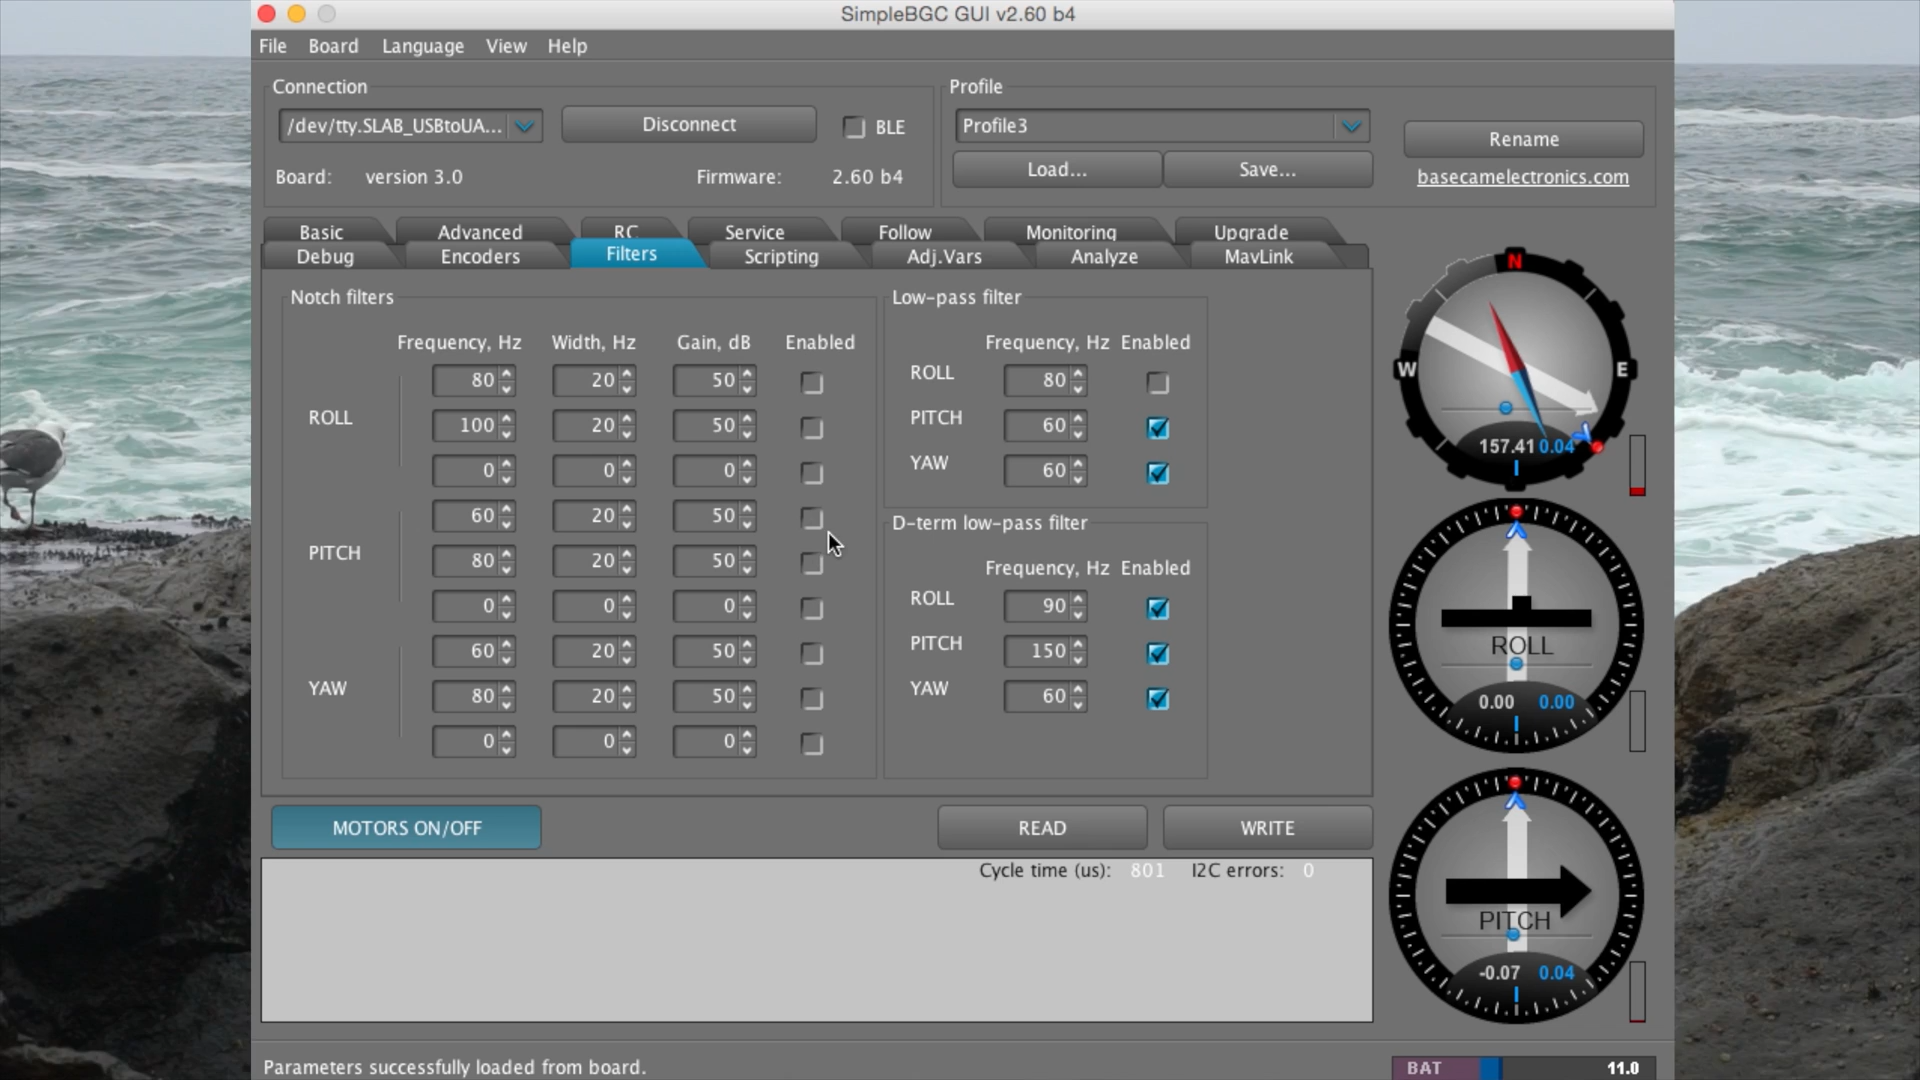 SimpleBGC GUI v2.60 b4
File Board Language View Help
Connection
/dev/tty.SLAB_USBtoUA... Disconnect BLE
Board: version 3.0 Firmware: 2.60 b4
Profile
Profile3
Load... Save... Rename
basecamelectronics.com
Basic Advanced RC Service Follow Monitoring Upgrade
Debug Encoders Filters Scripting Adj.Vars Analyze MavLink
Notch filters
Frequency, Hz Width, Hz Gain, dB Enabled
ROLL
80 20 50
100 20 50
0 0 0
PITCH
60 20 50
80 20 50
0 0 0
YAW
60 20 50
80 20 50
0 0 0
Low-pass filter
Frequency, Hz Enabled
ROLL 80
PITCH 60
YAW 60
D-term low-pass filter
Frequency, Hz Enabled
ROLL 90
PITCH 150
YAW 60
N
W E
157.41 0.04
ROLL
0.00 0.00
PITCH
-0.07 0.04
MOTORS ON/OFF READ WRITE
Cycle time (us): 801 I2C errors: 0
Parameters successfully loaded from board.
BAT 11.0